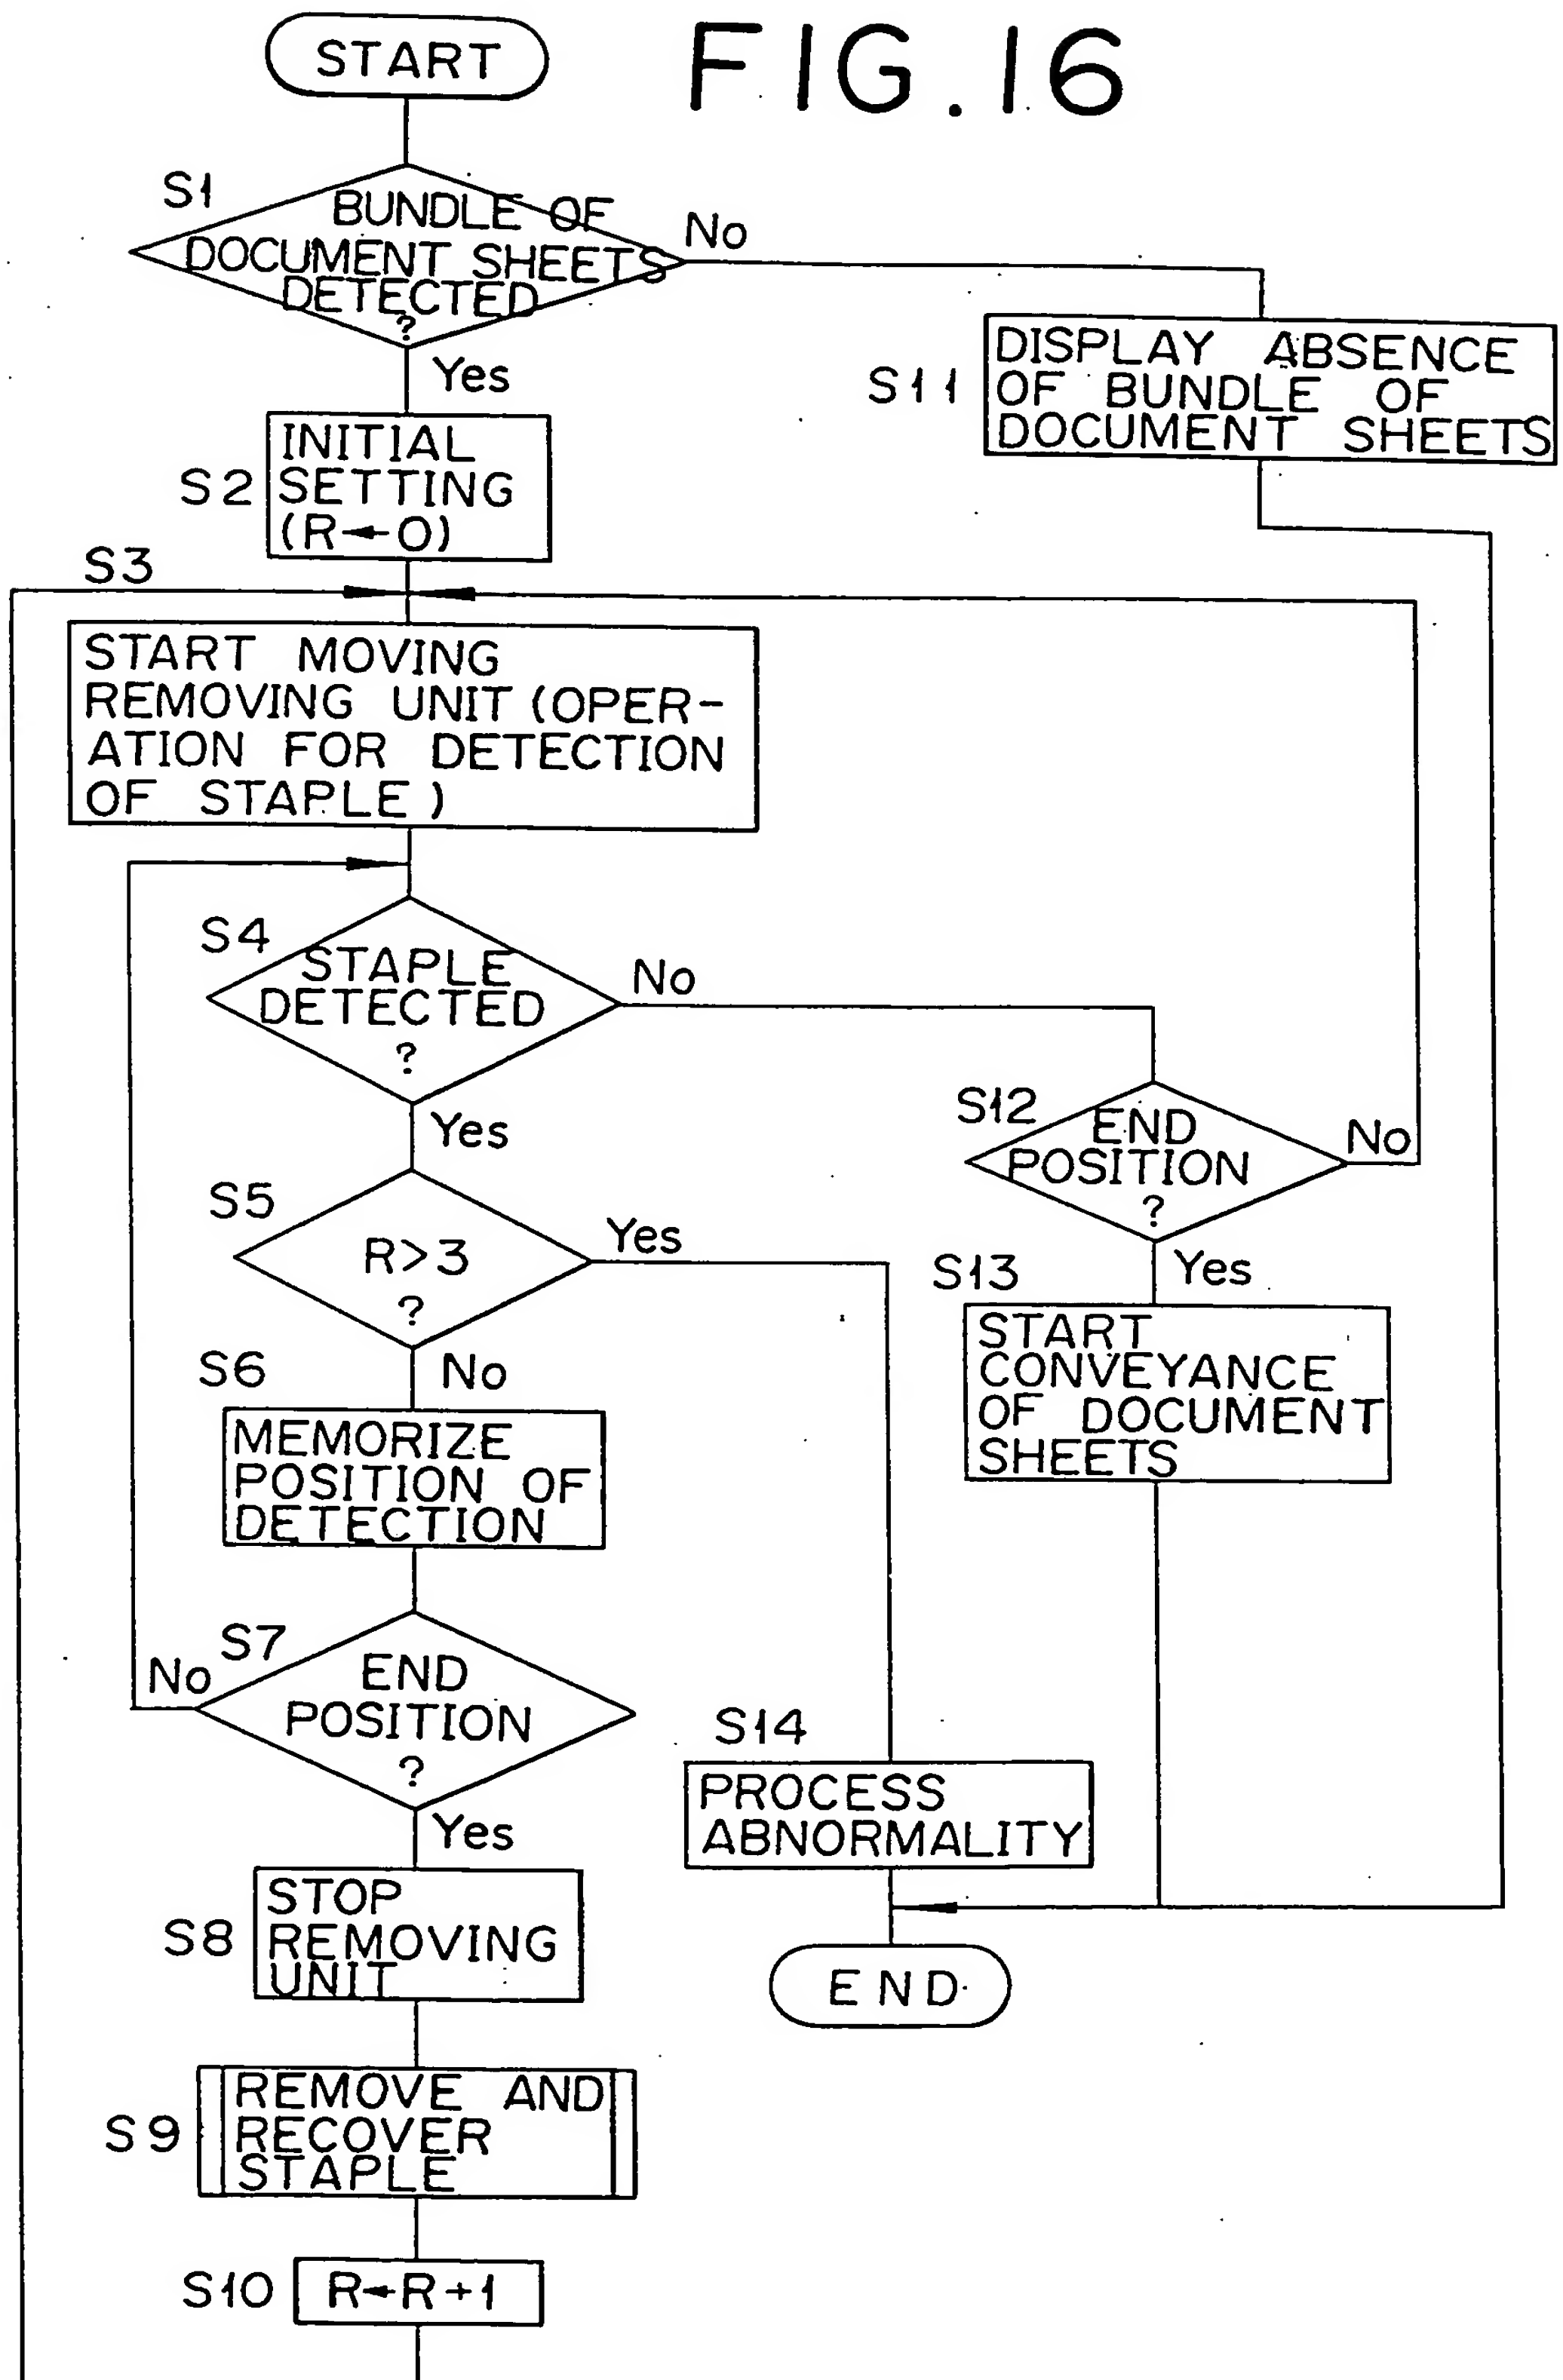 FIG.16
START
S1
BUNDLE OF
DOCUMENT SHEETS
DETECTED
?
No
Yes
S11
DISPLAY ABSENCE
OF BUNDLE OF
DOCUMENT SHEETS
S2
INITIAL
SETTING
(R←0)
S3
START MOVING
REMOVING UNIT (OPER-
ATION FOR DETECTION
OF STAPLE)
S4
STAPLE
DETECTED
?
No
Yes
S12
END
POSITION
?
No
Yes
S5
R>3
?
Yes
No
S13
START
CONVEYANCE
OF DOCUMENT
SHEETS
S6
MEMORIZE
POSITION OF
DETECTION
S7
END
POSITION
?
No
Yes
S14
PROCESS
ABNORMALITY
S8
STOP
REMOVING
UNIT
END
S9
REMOVE AND
RECOVER
STAPLE
S10
R←R+1